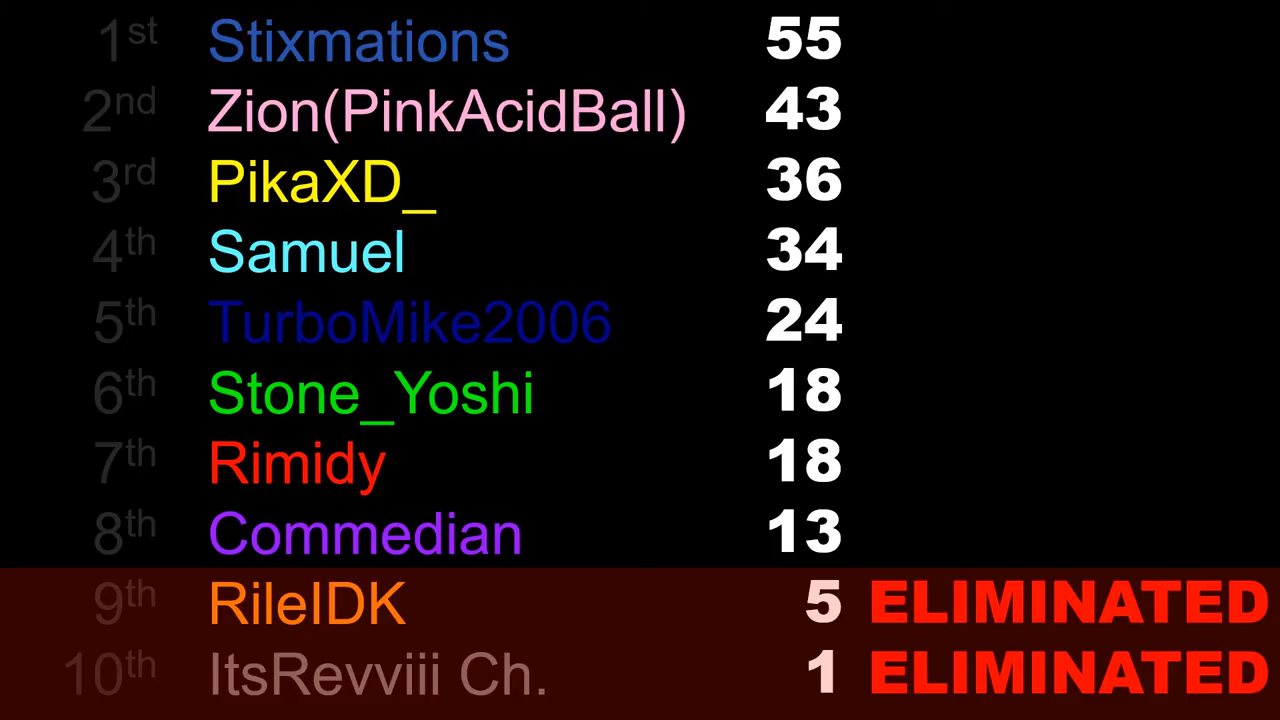 1st Stixmations 55
2nd Zion(PinkAcidBall) 43
3rd PikaXD_ 36
4th Samuel 34
5th TurboMike2006 24
6th Stone_Yoshi 18
7th Rimidy 18
8th Commedian 13
9th RileIDK 5 ELIMINATED
10th ItsRevviii Ch. 1 ELIMINATED